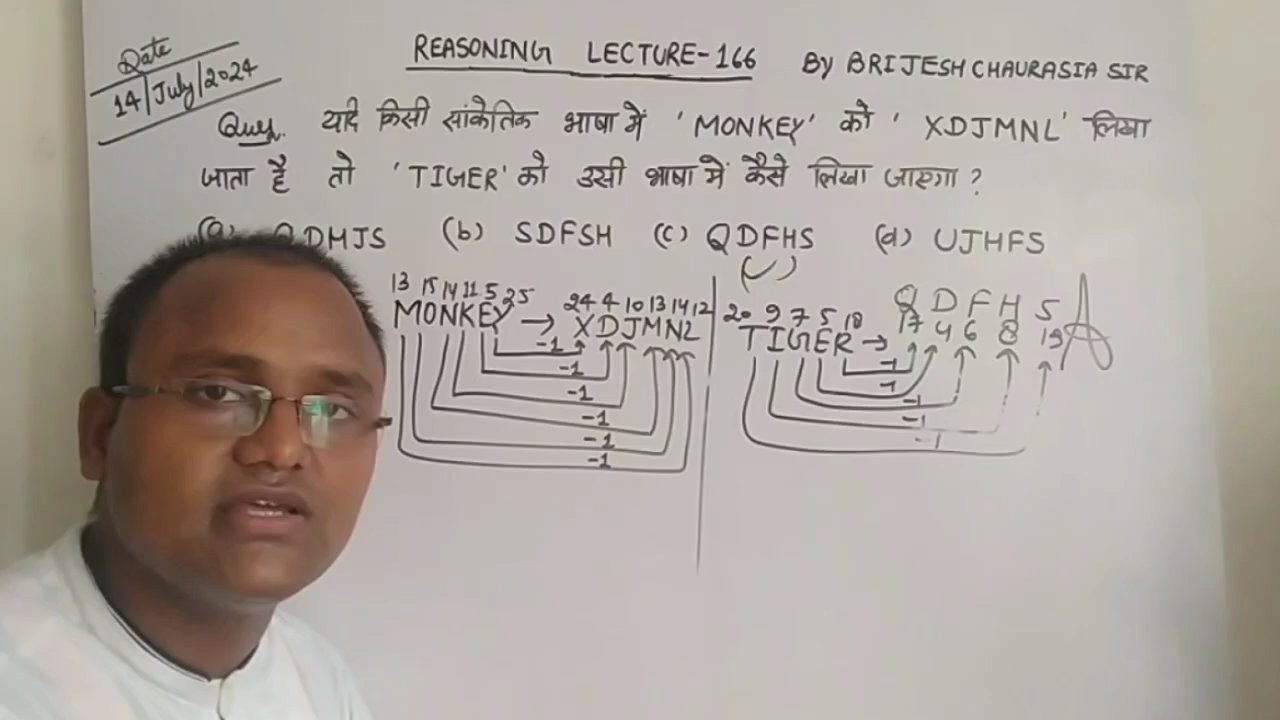 Date
14/July/2024
REASONING LECTURE-166 By BRIJESH CHAURASIA SIR
Ques. यदि किसी सांकेतिक भाषा में 'MONKEY' को 'XDJMNL' लिखा
जाता है तो 'TIGER' को उसी भाषा में कैसे लिखा जाएगा ?
(a) QDMJS (b) SDFSH (c) QDFHS (d) UJHFS
13 15 14 11 5 25 24 4 10 13 14 12 20 9 7 5 18 Q D F H S
MONKEY → XDJMNL TIGER → 17 4 6 8 19
-1 -1
-1 -1
-1 -1
-1 -1
-1 -1
-1